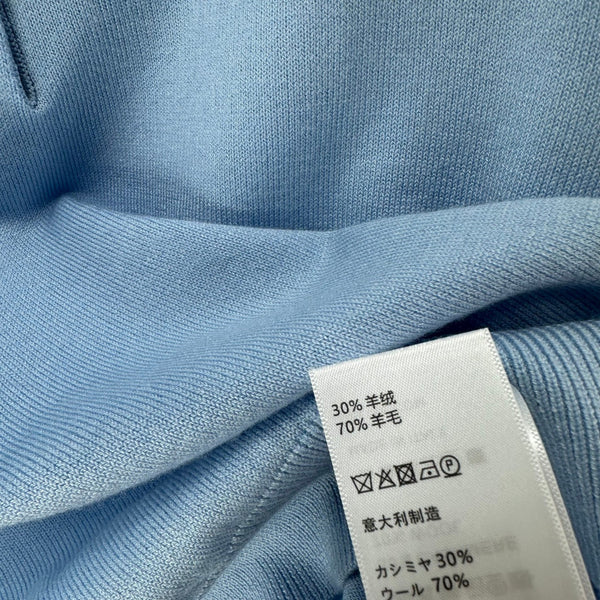 30% 羊绒
70% 羊毛
意大利制造
カシミヤ 30%
ウール 70%